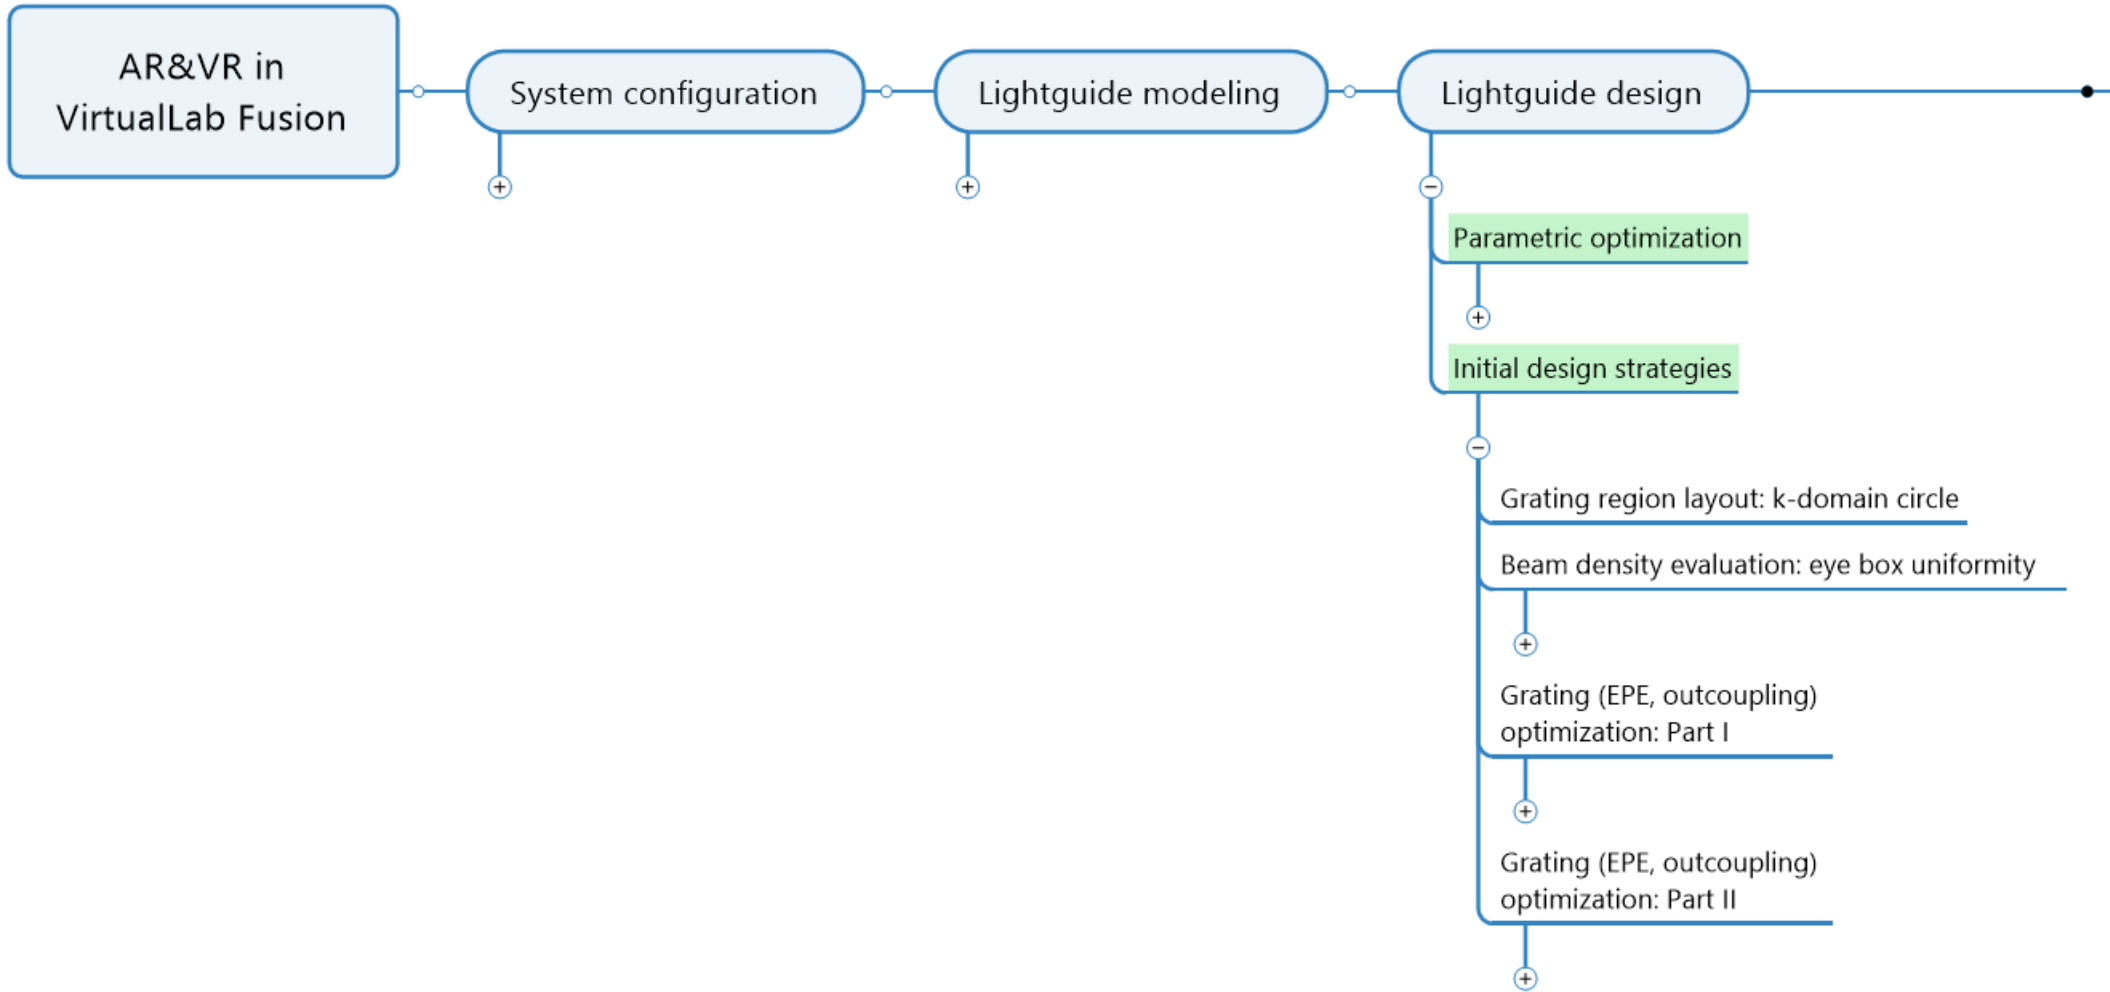 AR&VR in
VirtualLab Fusion
System configuration
Lightguide modeling
Lightguide design
Parametric optimization
Initial design strategies
Grating region layout: k-domain circle
Beam density evaluation: eye box uniformity
Grating (EPE, outcoupling)
optimization: Part I
Grating (EPE, outcoupling)
optimization: Part II